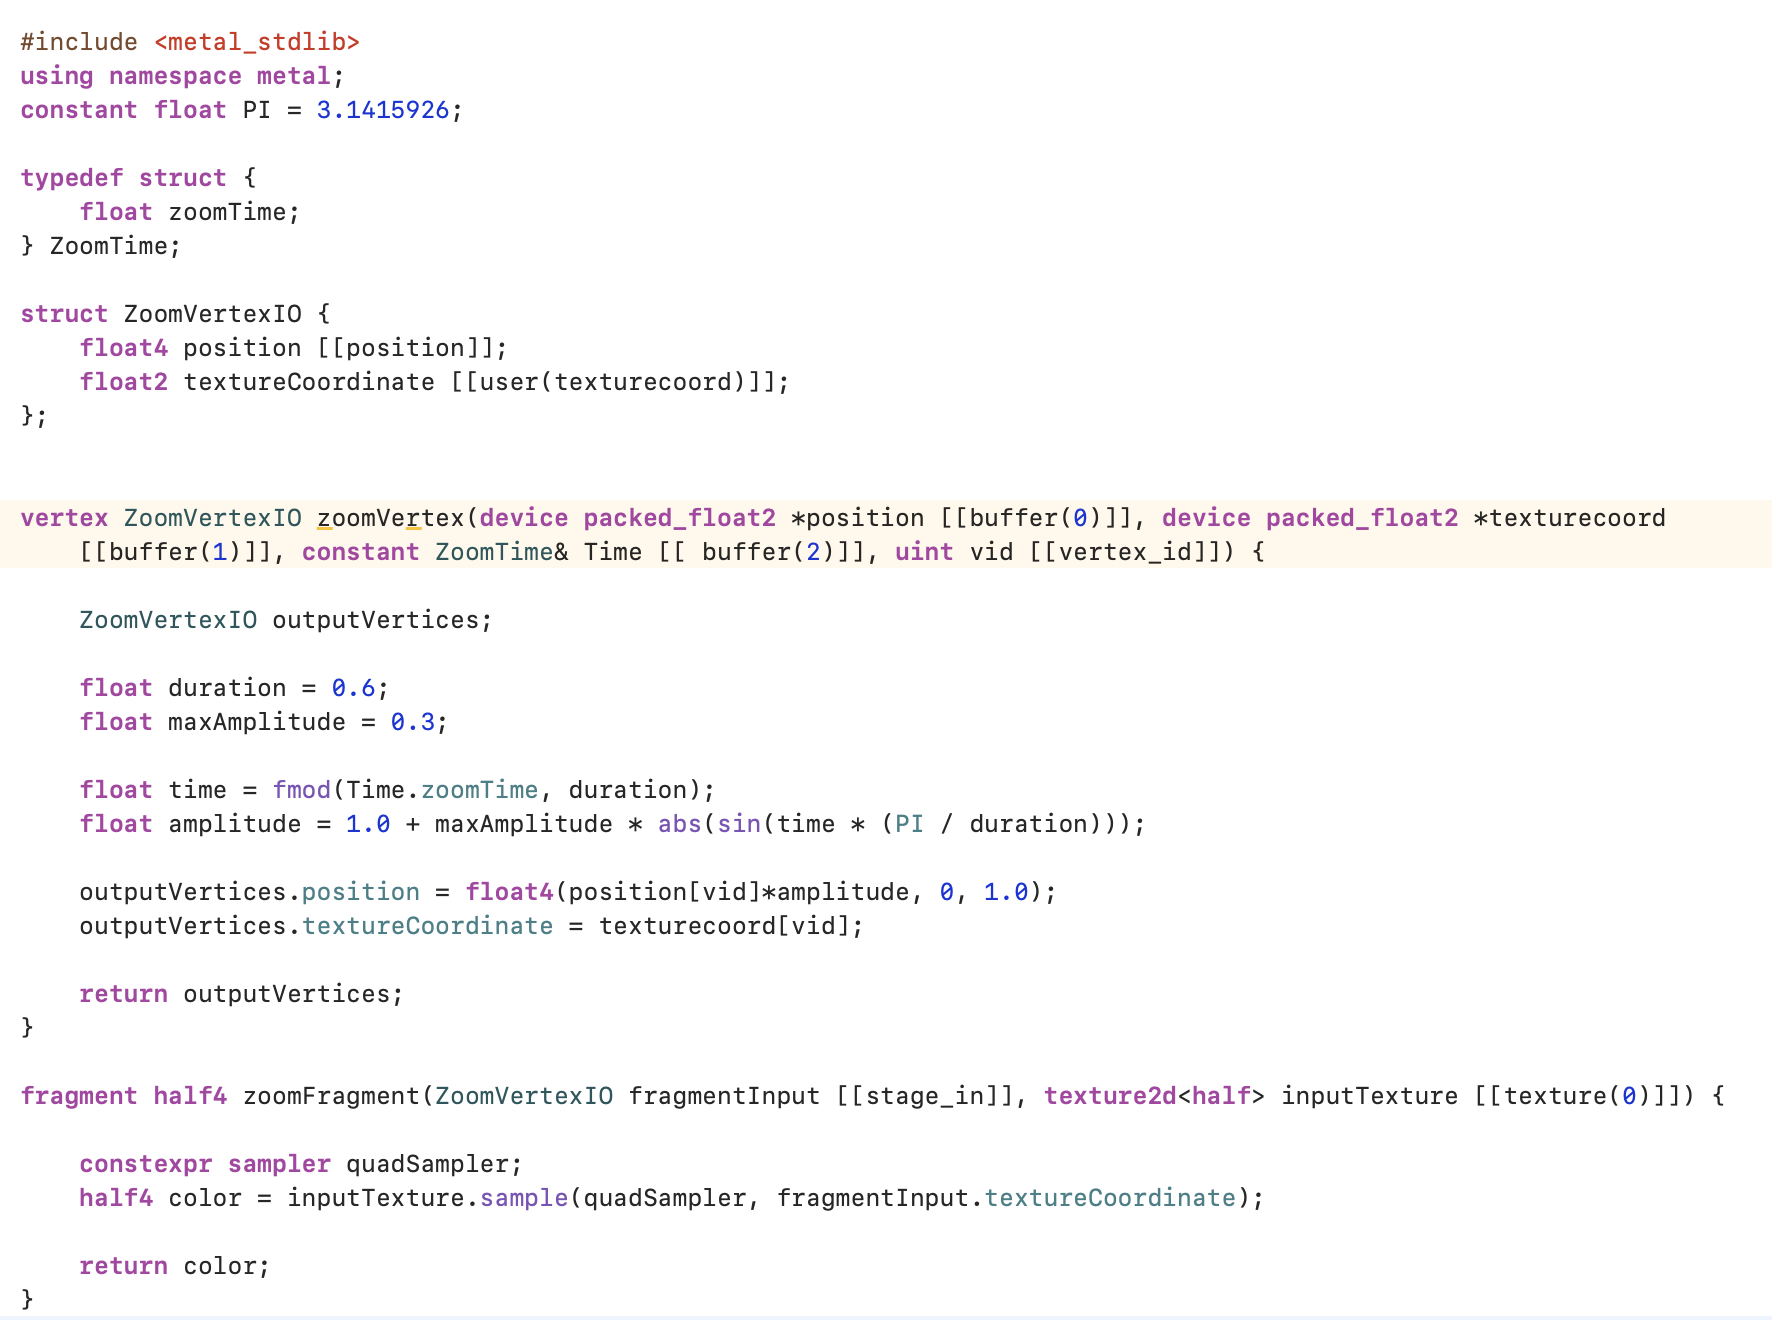 #include <metal_stdlib>
using namespace metal;
constant float PI = 3.1415926;
typedef struct {
    float zoomTime;
} ZoomTime;
struct ZoomVertexIO {
    float4 position [[position]];
    float2 textureCoordinate [[user(texturecoord)]];
};
vertex ZoomVertexIO zoomVertex(device packed_float2 *position [[buffer(0)]], device packed_float2 *texturecoord
    [[buffer(1)]], constant ZoomTime& Time [[ buffer(2)]], uint vid [[vertex_id]]) {
    ZoomVertexIO outputVertices;
    float duration = 0.6;
    float maxAmplitude = 0.3;
    float time = fmod(Time.zoomTime, duration);
    float amplitude = 1.0 + maxAmplitude * abs(sin(time * (PI / duration)));
    outputVertices.position = float4(position[vid]*amplitude, 0, 1.0);
    outputVertices.textureCoordinate = texturecoord[vid];
    return outputVertices;
}
fragment half4 zoomFragment(ZoomVertexIO fragmentInput [[stage_in]], texture2d<half> inputTexture [[texture(0)]]) {
    constexpr sampler quadSampler;
    half4 color = inputTexture.sample(quadSampler, fragmentInput.textureCoordinate);
    return color;
}